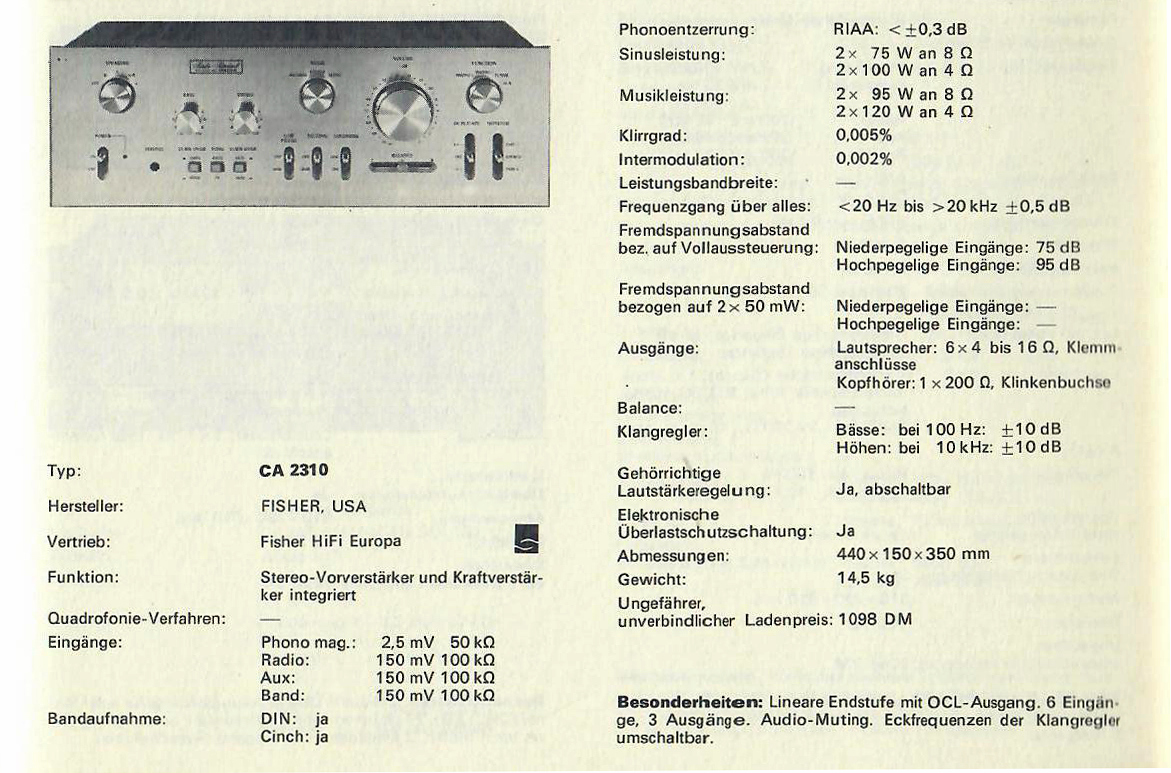 Typ: CA 2310
Hersteller: FISHER, USA
Vertrieb: Fisher HiFi Europa
Funktion: Stereo-Vorverstärker und Kraftverstär-
ker integriert
Quadrofonie-Verfahren: —
Eingänge: Phono mag.: 2,5 mV 50 kΩ
Radio: 150 mV 100 kΩ
Aux: 150 mV 100 kΩ
Band: 150 mV 100 kΩ
Bandaufnahme: DIN: ja
Cinch: ja
Phonoentzerrung: RIAA: < ±0,3 dB
Sinusleistung: 2 x 75 W an 8 Ω
2 x 100 W an 4 Ω
Musikleistung: 2 x 95 W an 8 Ω
2 x 120 W an 4 Ω
Klirrgrad: 0,005%
Intermodulation: 0,002%
Leistungsbandbreite: —
Frequenzgang über alles: <20 Hz bis >20 kHz ±0,5 dB
Fremdspannungsabstand
bez. auf Vollaussteuerung: Niederpegelige Eingänge: 75 dB
Hochpegelige Eingänge: 95 dB
Fremdspannungsabstand
bezogen auf 2 x 50 mW: Niederpegelige Eingänge: —
Hochpegelige Eingänge: —
Ausgänge: Lautsprecher: 6 x 4 bis 16 Ω, Klemm-
anschlüsse
Kopfhörer: 1 x 200 Ω, Klinkenbuchse
Balance: —
Klangregler: Bässe: bei 100 Hz: ±10 dB
Höhen: bei 10 kHz: ±10 dB
Gehörrichtige
Lautstärkeregelung: Ja, abschaltbar
Elektronische
Überlastschutzschaltung: Ja
Abmessungen: 440 x 150 x 350 mm
Gewicht: 14,5 kg
Ungefährer,
unverbindlicher Ladenpreis: 1098 DM
Besonderheiten: Lineare Endstufe mit OCL-Ausgang. 6 Eingän-
ge, 3 Ausgänge. Audio-Muting. Eckfrequenzen der Klangregler
umschaltbar.